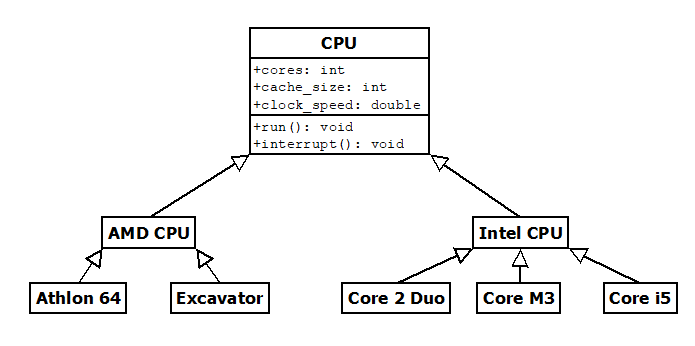 CPU
+cores: int
+cache_size: int
+clock_speed: double
+run(): void
+interrupt(): void
AMD CPU
Intel CPU
Athlon 64
Excavator
Core 2 Duo
Core M3
Core i5